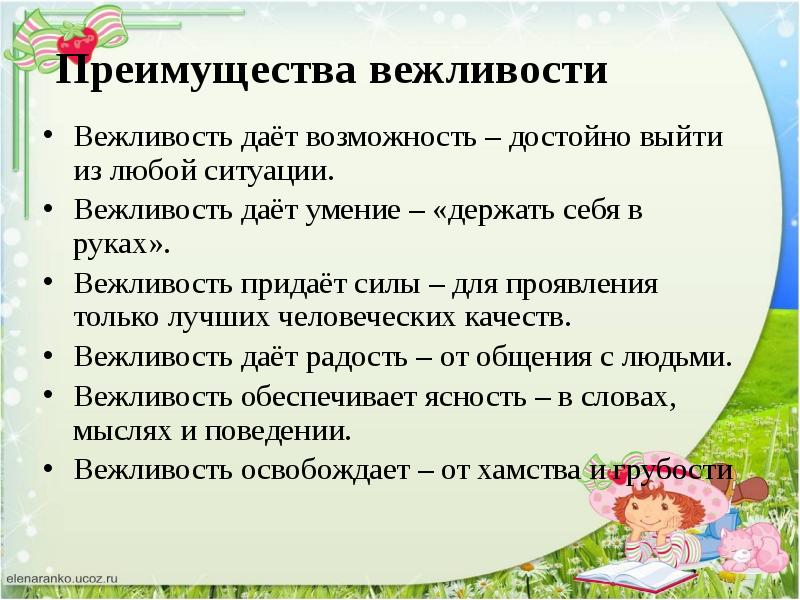 Преимущества вежливости
• Вежливость даёт возможность – достойно выйти
из любой ситуации.
• Вежливость даёт умение – «держать себя в
руках».
• Вежливость придаёт силы – для проявления
только лучших человеческих качеств.
• Вежливость даёт радость – от общения с людьми.
• Вежливость обеспечивает ясность – в словах,
мыслях и поведении.
• Вежливость освобождает – от хамства и грубости
elenaranko.ucoz.ru